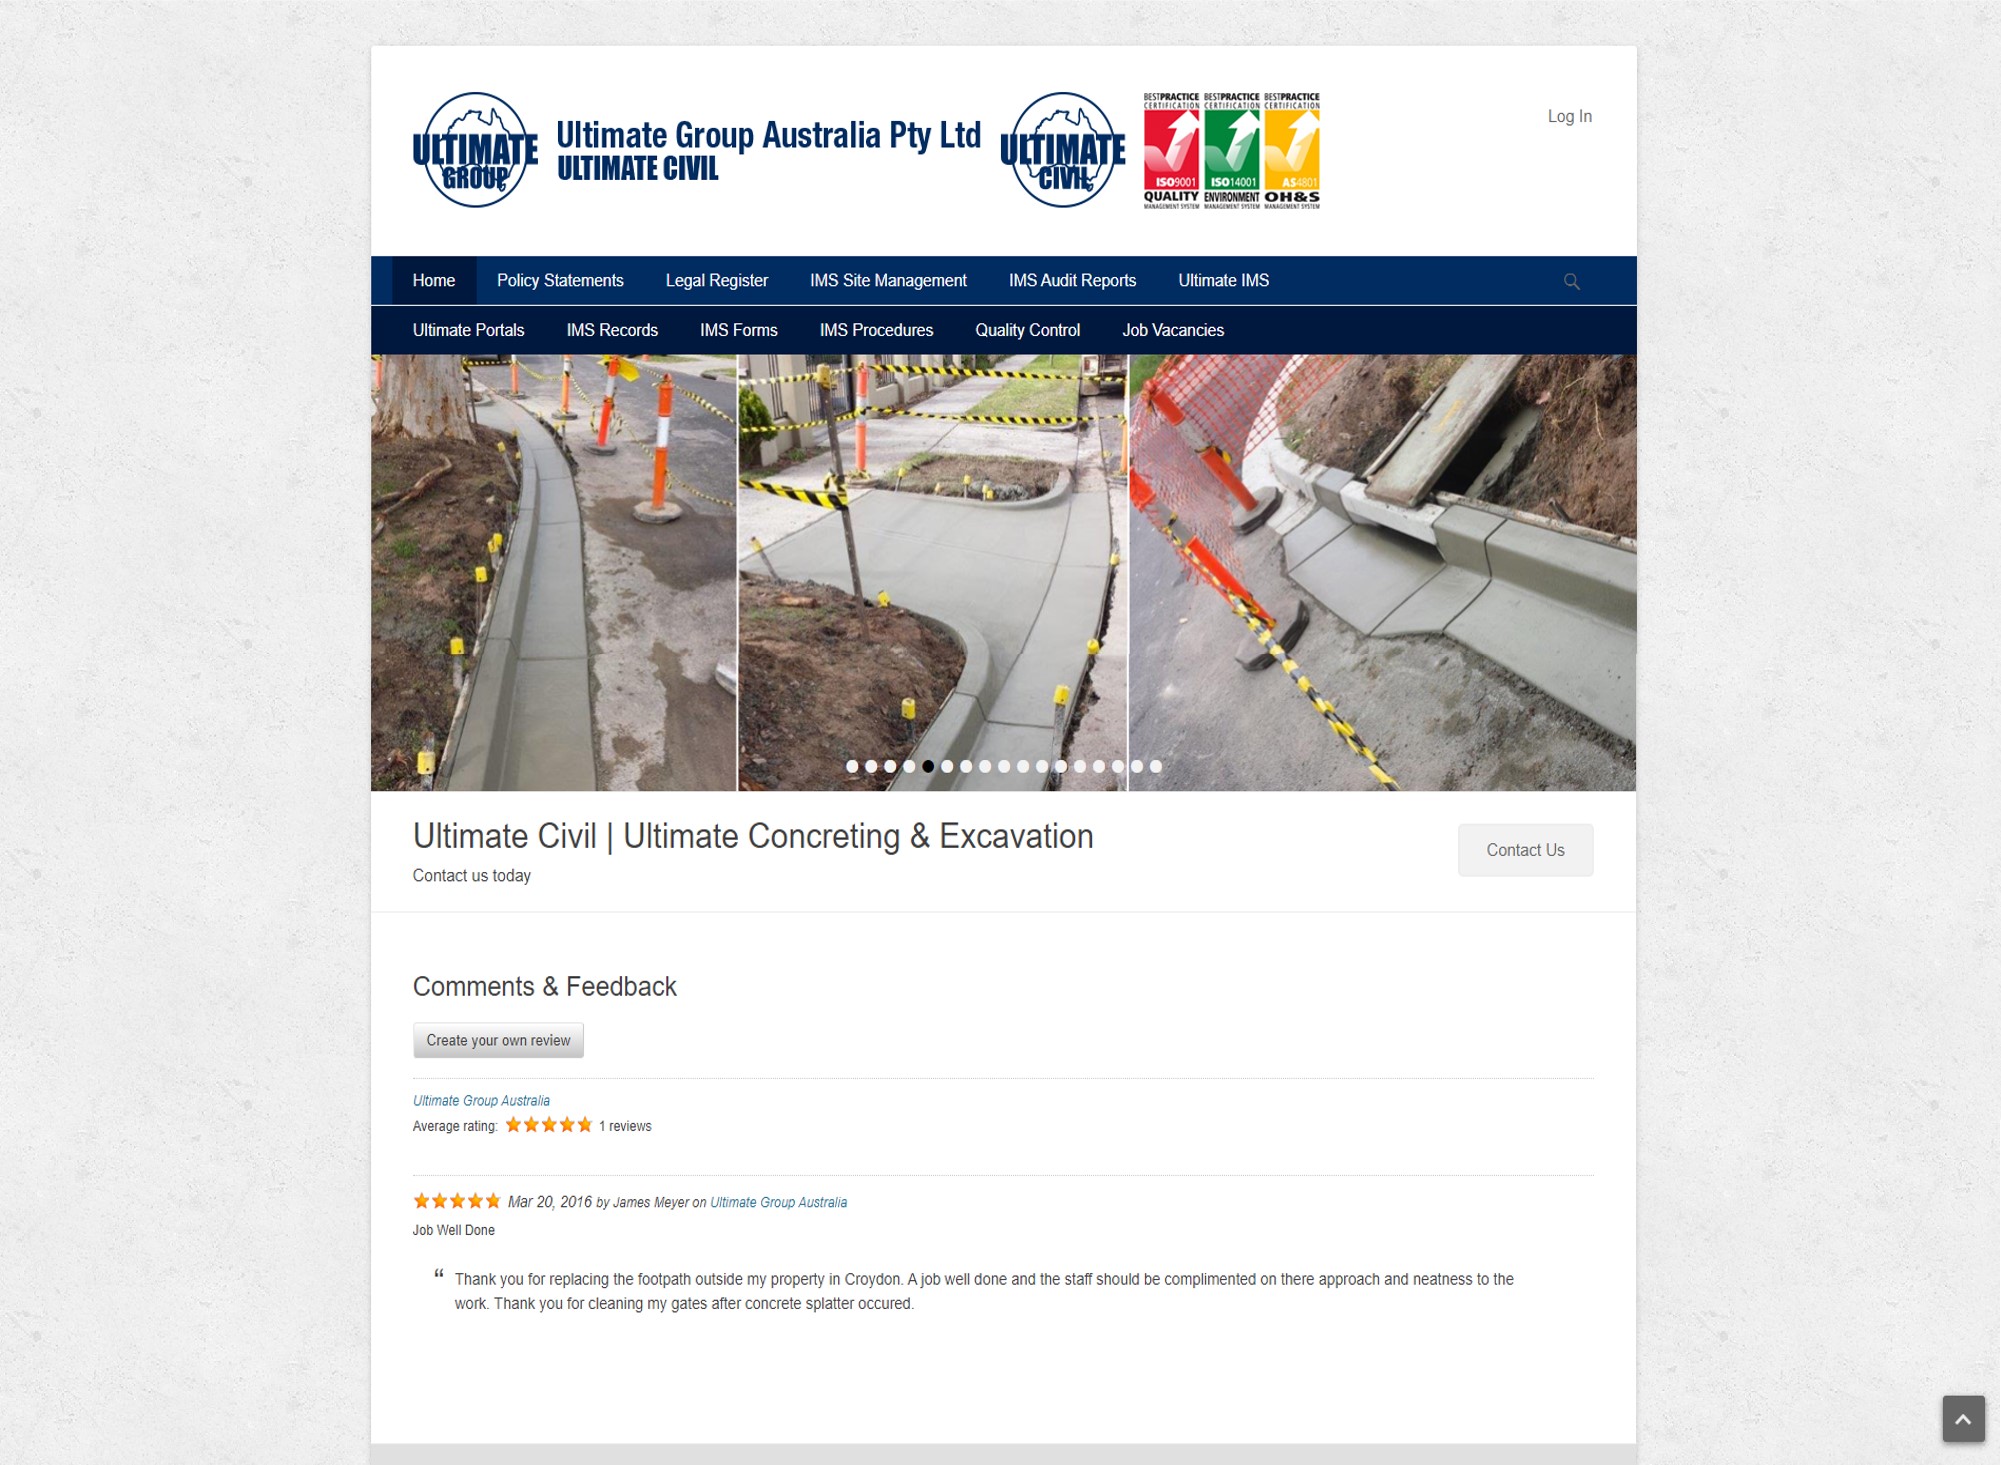 ULTIMATE
GROUP
Ultimate Group Australia Pty Ltd
ULTIMATE CIVIL
ULTIMATE
CIVIL
BESTPRACTICE BESTPRACTICE BESTPRACTICE
CERTIFICATION CERTIFICATION CERTIFICATION
ISO9001 ISO14001 AS4801
QUALITY ENVIRONMENT OH&S
MANAGEMENT SYSTEM MANAGEMENT SYSTEM MANAGEMENT SYSTEM
Log In
Home Policy Statements Legal Register IMS Site Management IMS Audit Reports Ultimate IMS
Ultimate Portals IMS Records IMS Forms IMS Procedures Quality Control Job Vacancies
Ultimate Civil | Ultimate Concreting & Excavation
Contact us today
Contact Us
Comments & Feedback
Create your own review
Ultimate Group Australia
Average rating: 1 reviews
Mar 20, 2016 by James Meyer on Ultimate Group Australia
Job Well Done
“ Thank you for replacing the footpath outside my property in Croydon. A job well done and the staff should be complimented on there approach and neatness to the
work. Thank you for cleaning my gates after concrete splatter occured.